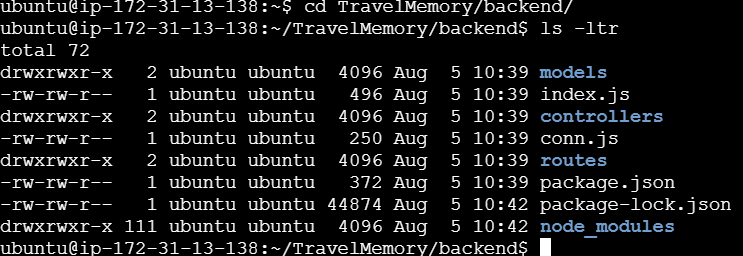 ubuntu@ip-172-31-13-138:~$ cd TravelMemory/backend/
ubuntu@ip-172-31-13-138:~/TravelMemory/backend$ ls -ltr
total 72
drwxrwxr-x   2 ubuntu ubuntu  4096 Aug  5 10:39 models
-rw-rw-r--   1 ubuntu ubuntu   496 Aug  5 10:39 index.js
drwxrwxr-x   2 ubuntu ubuntu  4096 Aug  5 10:39 controllers
-rw-rw-r--   1 ubuntu ubuntu   250 Aug  5 10:39 conn.js
drwxrwxr-x   2 ubuntu ubuntu  4096 Aug  5 10:39 routes
-rw-rw-r--   1 ubuntu ubuntu   372 Aug  5 10:39 package.json
-rw-rw-r--   1 ubuntu ubuntu 44874 Aug  5 10:42 package-lock.json
drwxrwxr-x 111 ubuntu ubuntu  4096 Aug  5 10:42 node_modules
ubuntu@ip-172-31-13-138:~/TravelMemory/backend$